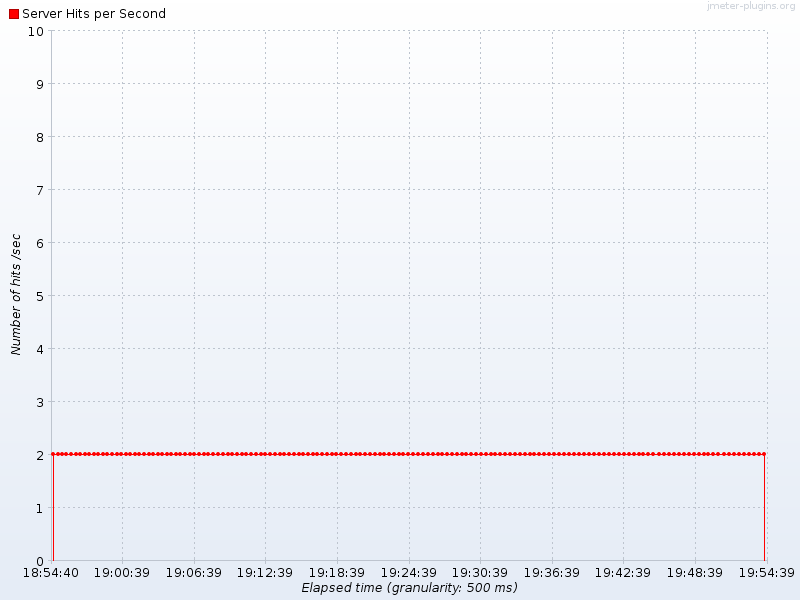 Server Hits per Second
jmeter-plugins.org
10
9
8
7
6
5
4
3
2
1
0
Number of hits /sec
18:54:40 19:00:39 19:06:39 19:12:39 19:18:39 19:24:39 19:30:39 19:36:39 19:42:39 19:48:39 19:54:39
Elapsed time (granularity: 500 ms)